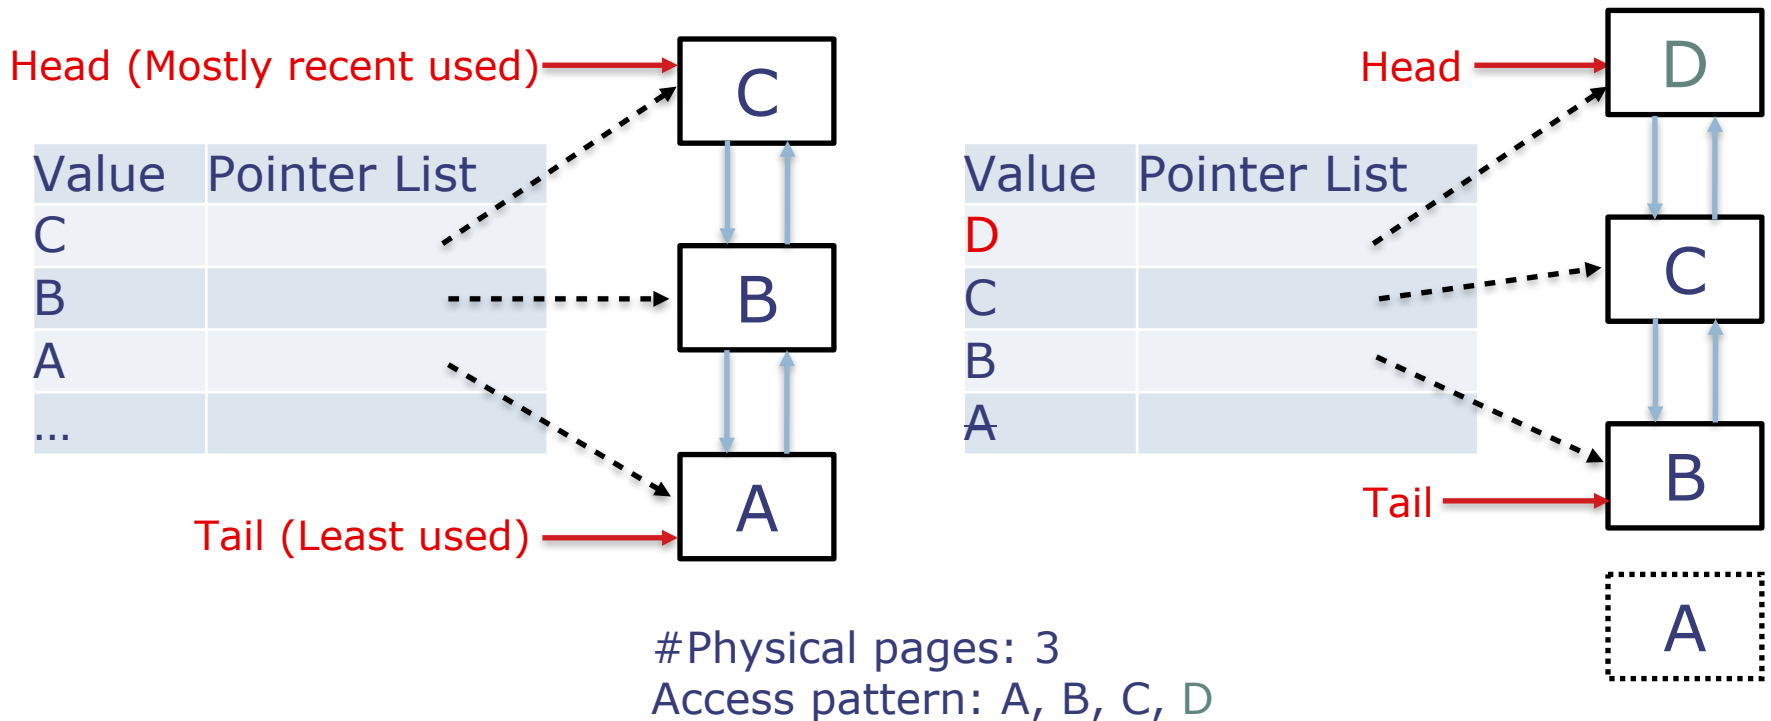 Head (Mostly recent used)
C
Value Pointer List
C
B
A
...
B
A
Tail (Least used)
Head
D
Value Pointer List
D
C
B
A
C
B
Tail
A
#Physical pages: 3
Access pattern: A, B, C, D